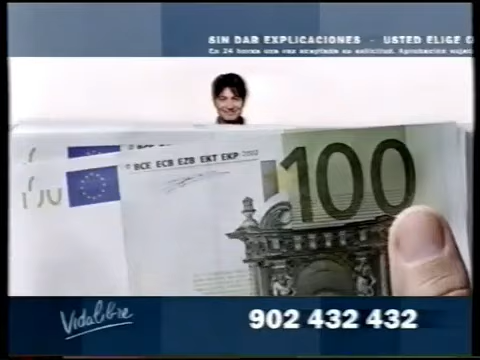 SIN DAR EXPLICACIONES - USTED ELIGE
En 24 horas una vez aceptada su solicitud. Aprobación
BCE ECB EZB EKT EKP 2002
100
Vidalibre
902 432 432